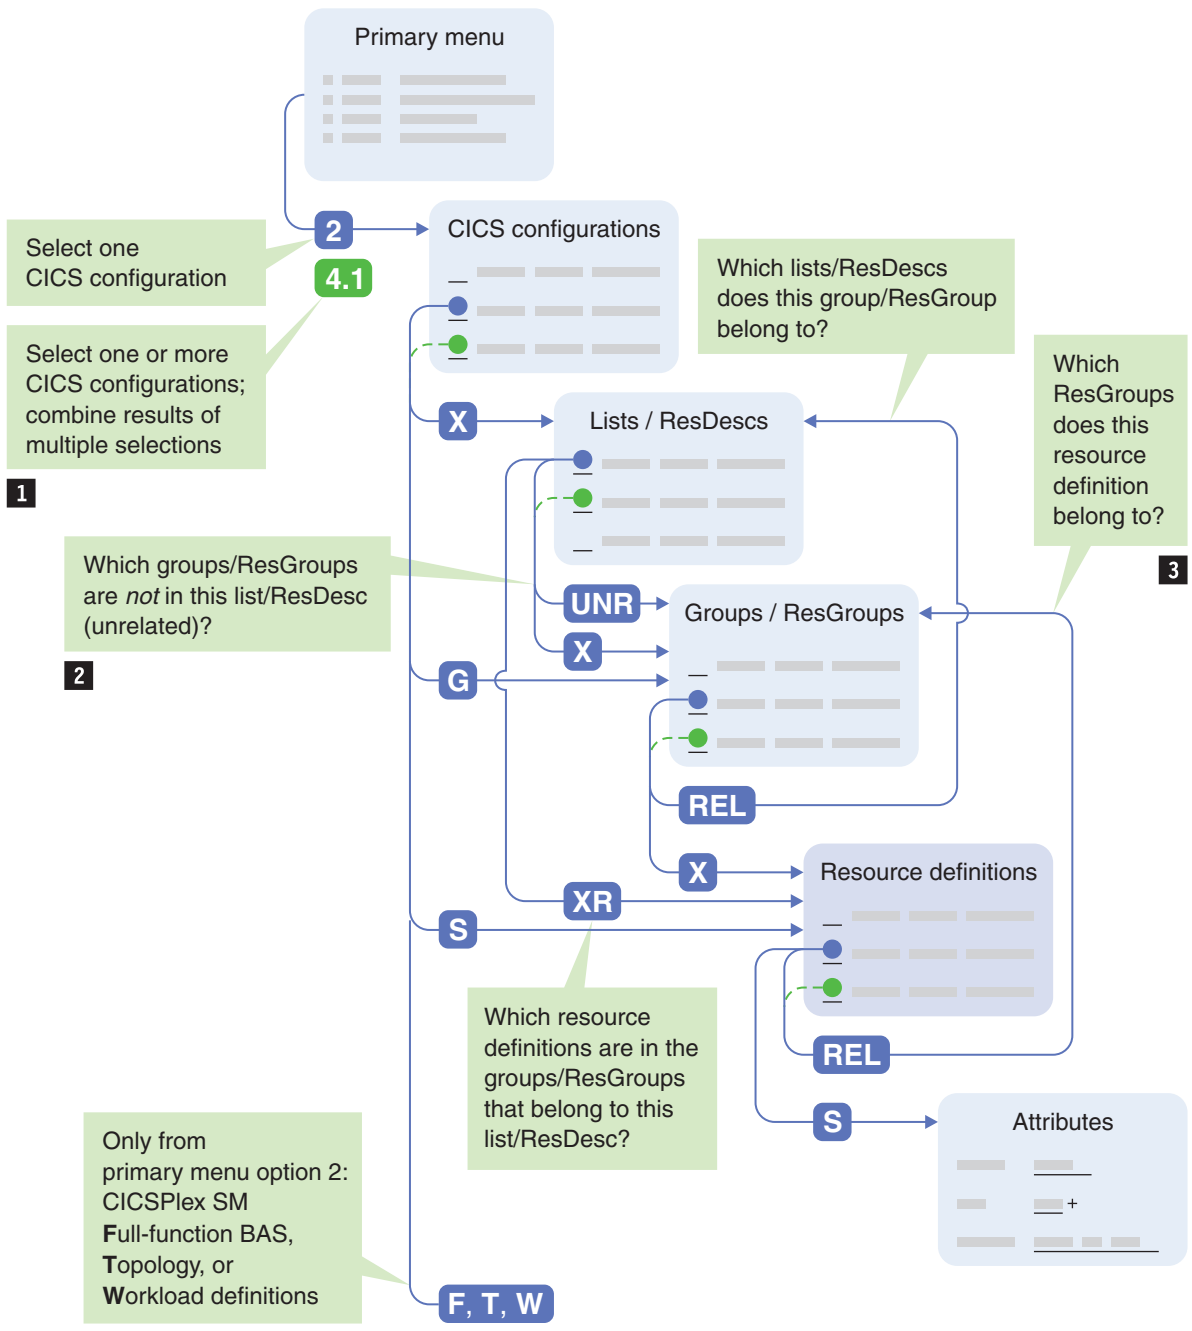 Primary menu
2
CICS configurations
Select one
CICS configuration
4.1
Select one or more
CICS configurations;
combine results of
multiple selections
1
Which lists/ResDescs
does this group/ResGroup
belong to?
Which
ResGroups
does this
resource
definition
belong to?
3
X
Lists / ResDescs
Which groups/ResGroups
are not in this list/ResDesc
(unrelated)?
2
UNR
X
G
Groups / ResGroups
REL
X
XR
S
Resource definitions
Which resource
definitions are in the
groups/ResGroups
that belong to this
list/ResDesc?
REL
S
Attributes
+
Only from
primary menu option 2:
CICSPlex SM
Full-function BAS,
Topology, or
Workload definitions
F, T, W